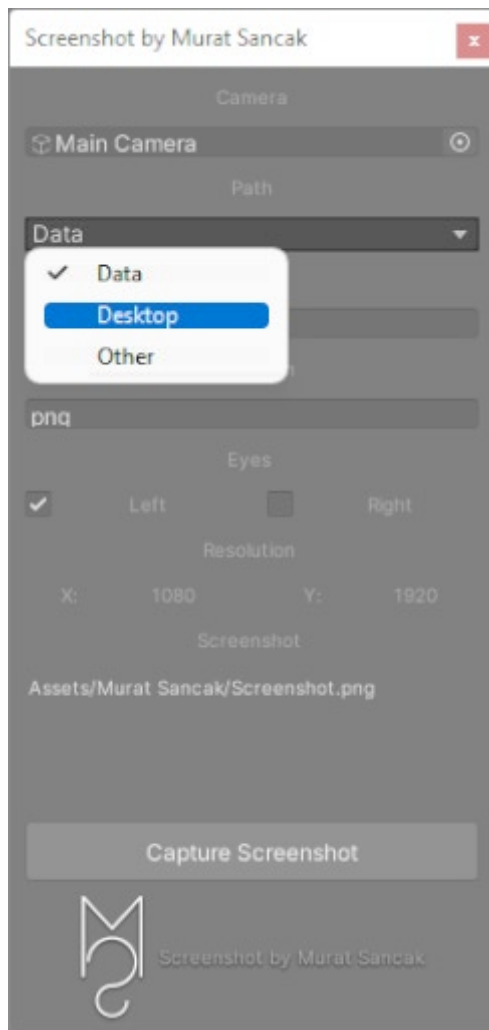 Screenshot by Murat Sancak
Camera
Main Camera
Path
Data
Data
Desktop
Other
png
Eyes
Left Right
Resolution
X: 1080 Y: 1920
Screenshot
Assets/Murat Sancak/Screenshot.png
Capture Screenshot
Screenshot by Murat Sancak